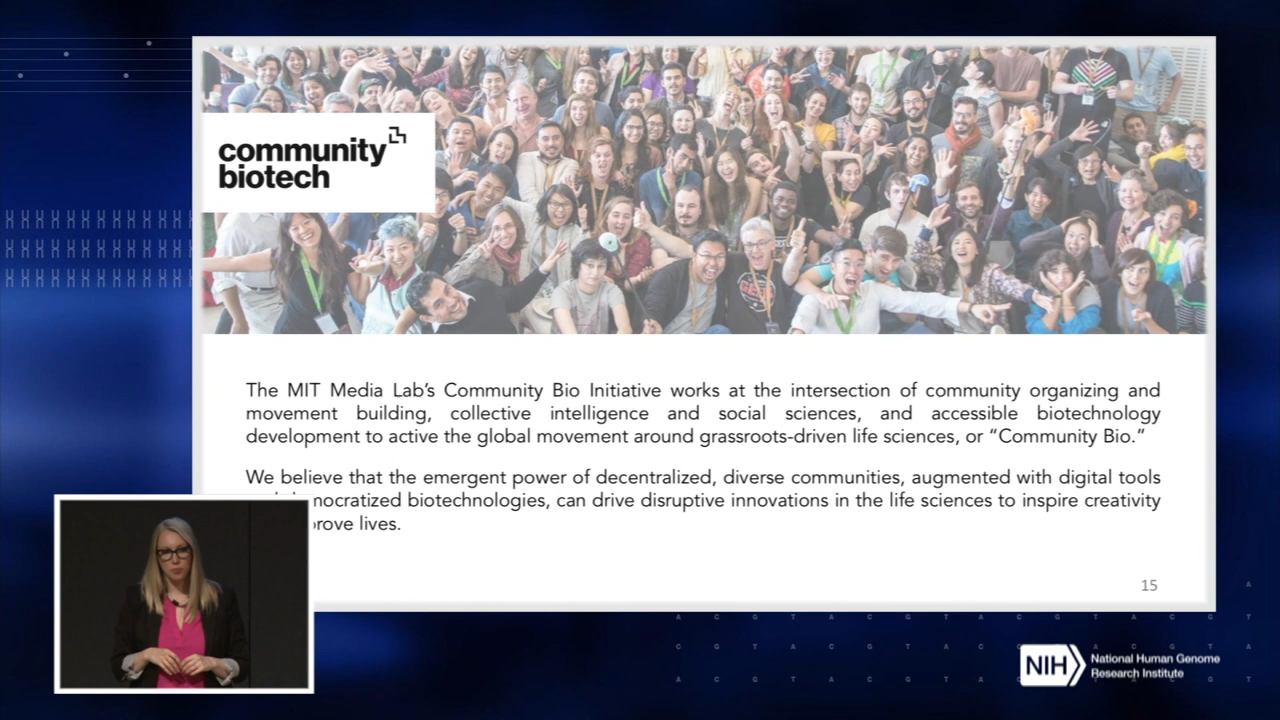 community
biotech
The MIT Media Lab's Community Bio Initiative works at the intersection of community organizing and
movement building, collective intelligence and social sciences, and accessible biotechnology
development to active the global movement around grassroots-driven life sciences, or “Community Bio.”
We believe that the emergent power of decentralized, diverse communities, augmented with digital tools
democratized biotechnologies, can drive disruptive innovations in the life sciences to inspire creativity
lives.
15
A
A C G T A C G T A C G T
C G T A C G T A C G T A
A C G T A C G T A C G T
NIH National Human Genome
Research Institute